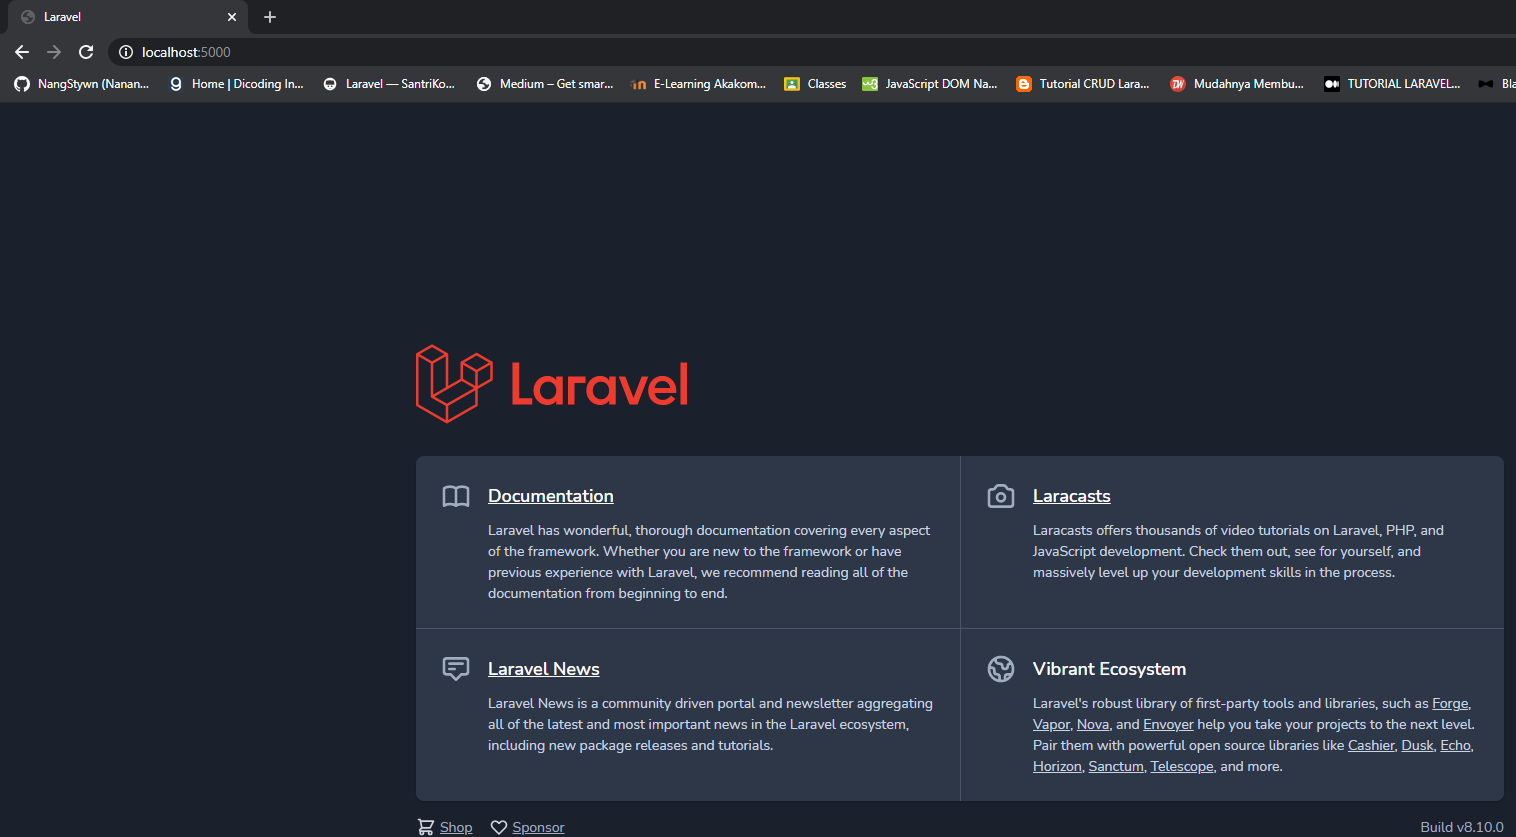 Laravel
localhost:5000
NangStywn (Nanan...
Home | Dicoding In...
Laravel — SantriKo...
Medium – Get smar...
E-Learning Akakom...
Classes
JavaScript DOM Na...
Tutorial CRUD Lara...
Mudahnya Membu...
TUTORIAL LARAVEL...
Bla
Laravel
Documentation
Laravel has wonderful, thorough documentation covering every aspect
of the framework. Whether you are new to the framework or have
previous experience with Laravel, we recommend reading all of the
documentation from beginning to end.
Laracasts
Laracasts offers thousands of video tutorials on Laravel, PHP, and
JavaScript development. Check them out, see for yourself, and
massively level up your development skills in the process.
Laravel News
Laravel News is a community driven portal and newsletter aggregating
all of the latest and most important news in the Laravel ecosystem,
including new package releases and tutorials.
Vibrant Ecosystem
Laravel's robust library of first-party tools and libraries, such as Forge,
Vapor, Nova, and Envoyer help you take your projects to the next level.
Pair them with powerful open source libraries like Cashier, Dusk, Echo,
Horizon, Sanctum, Telescope, and more.
Shop
Sponsor
Build v8.10.0